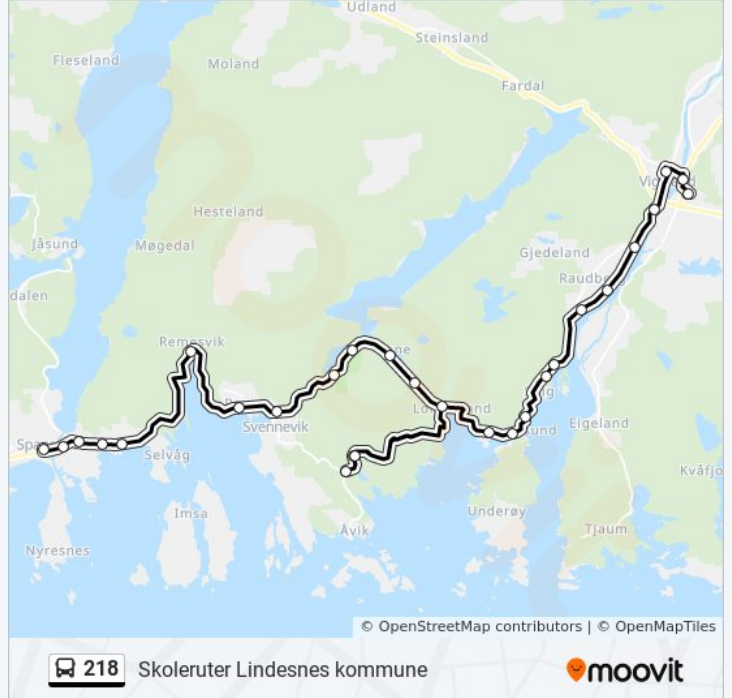 Udland
Steinsland
Fleseland
Moland
Fardal
Hesteland
Jåsund
Møgedal
Gjedeland
dalen
Remesvik
Svennevik
Eigeland
Selvåg
Kvåfjo
Imsa
Underøy
Åvik
Tjaum
Nyresnes
© OpenStreetMap contributors | © OpenMapTiles
218 Skoleruter Lindesnes kommune
moovit